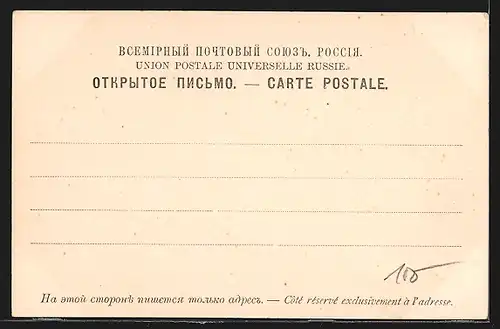 ВСЕМІРНЫЙ ПОЧТОВЫЙ СОЮЗЪ. РОССІЯ.
UNION POSTALE UNIVERSELLE RUSSIE.
ОТКРЫТОЕ ПИСЬМО. — CARTE POSTALE.
105
На этой сторонѣ пишется только адресъ. — Côté réservé exclusivement à l'adresse.